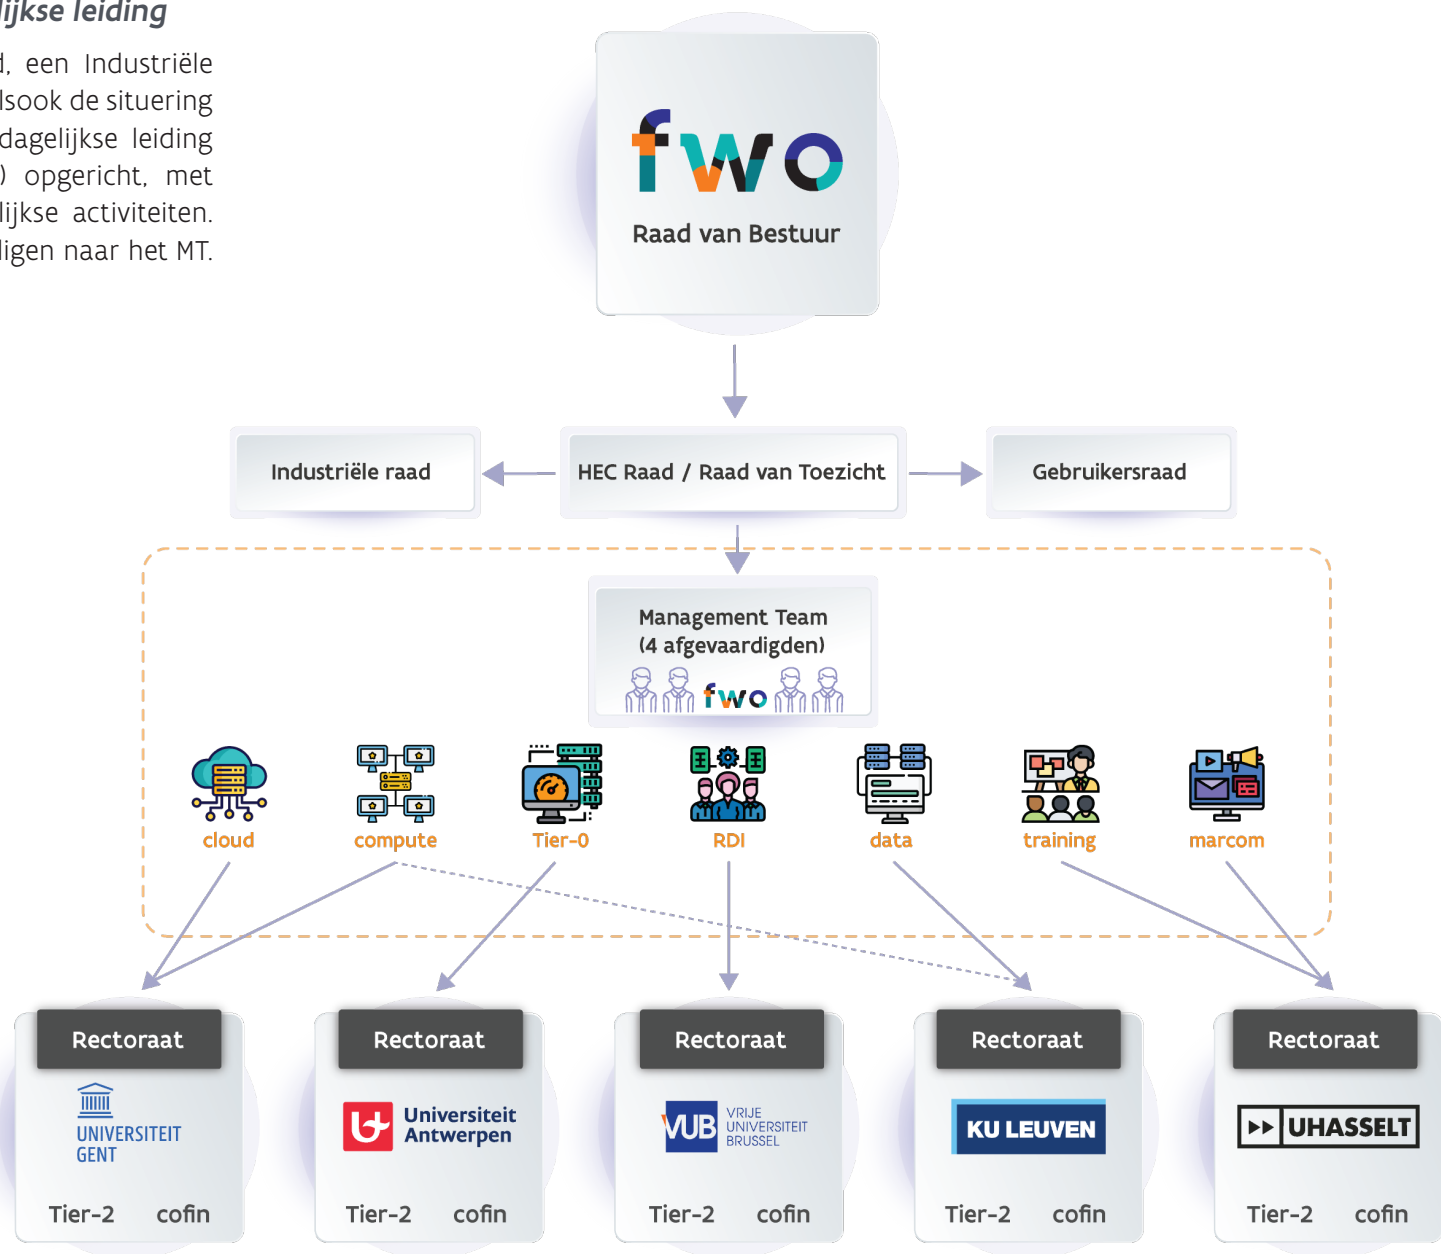 lijkse leiding
, een Industriële
lsook de situering
dagelijkse leiding
) opgericht, met
lijkse activiteiten.
digen naar het MT.
fwo
Raad van Bestuur
Industriële raad
HEC Raad / Raad van Toezicht
Gebruikersraad
Management Team
(4 afgevaardigden)
fwo
cloud
compute
Tier-0
RDI
data
training
marcom
Rectoraat
UNIVERSITEIT
GENT
Tier-2 cofin
Rectoraat
Universiteit
Antwerpen
Tier-2 cofin
Rectoraat
VUB
VRIJE
UNIVERSITEIT
BRUSSEL
Tier-2 cofin
Rectoraat
KU LEUVEN
Tier-2 cofin
Rectoraat
UHASSELT
Tier-2 cofin